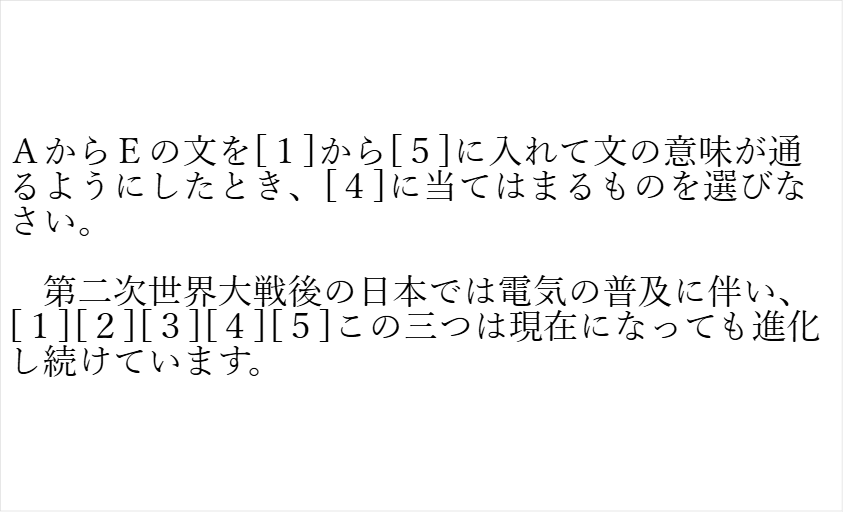 ＡからＥの文を[１]から[５]に入れて文の意味が通
るようにしたとき、[４]に当てはまるものを選びな
さい。
　第二次世界大戦後の日本では電気の普及に伴い、
[１][２][３][４][５]この三つは現在になっても進化
し続けています。